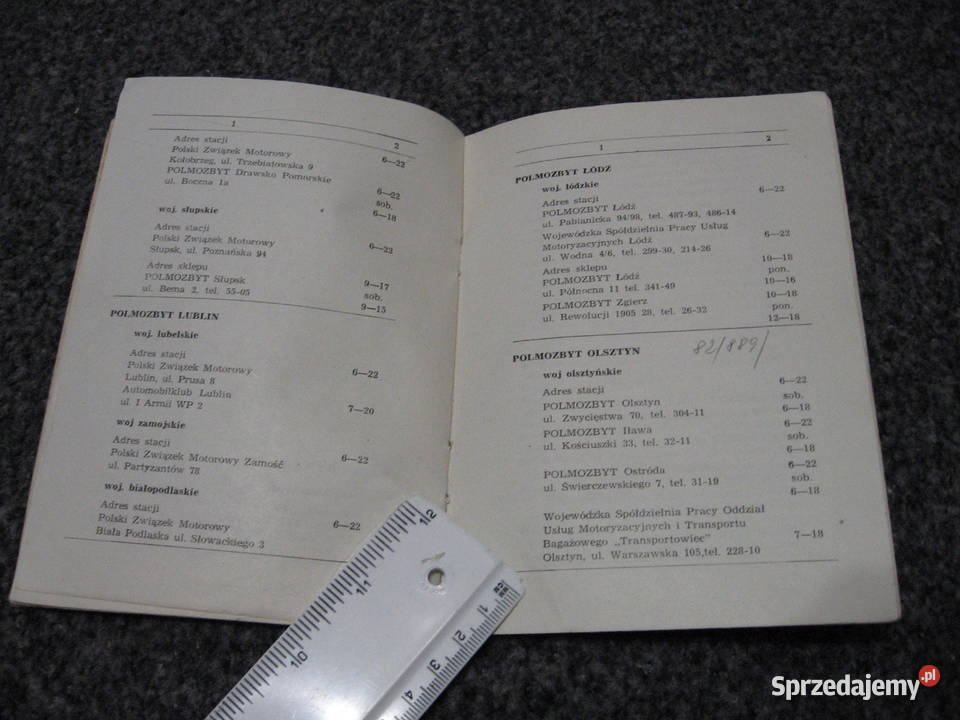 1 2
Adres stacji
Polski Związek Motorowy 6—22
Kołobrzeg, ul. Trzebiatowska 9
POLMOZBYT Drawsko Pomorskie 6—22
ul. Boczna 1a sob.
6—18
woj. słupskie
Adres stacji
Polski Związek Motorowy 6—22
Słupsk, ul. Poznańska 94
Adres sklepu
POLMOZBYT Słupsk 9—17
ul. Bema 2, tel. 55-05 sob.
9—15
POLMOZBYT LUBLIN
woj. lubelskie
Adres stacji
Polski Związek Motorowy 6—22
Lublin, ul. Prusa 8
Automobilklub Lublin
ul. I Armii WP 2 7—20
woj zamojskie
Adres stacji
Polski Związek Motorowy Zamość 6—22
ul. Partyzantów 78
woj. białopodlaskie
Adres stacji
Polski Związek Motorowy 6—22
Biała Podlaska ul. Słowackiego 3
1 2
POLMOZBYT ŁÓDŹ
woj. łódzkie
Adres stacji 6—22
POLMOZBYT Łódź
ul. Pabianicka 94/98, tel. 487-93, 486-14
Wojewódzka Spółdzielnia Pracy Usług
Motoryzacyjnych Łódź 6—22
ul. Wodna 4/6, tel. 299-30, 214-26
Adres sklepu 10—18
POLMOZBYT Łódź pon.
ul. Północna 11 tel. 341-49 10—16
POLMOZBYT Zgierz 10—18
ul. Rewolucji 1905 28, tel. 26-32 pon.
12—18
POLMOZBYT OLSZTYN 82/889/
woj olsztyńskie
Adres stacji 6—22
POLMOZBYT Olsztyn sob.
ul. Zwycięstwa 70, tel. 304-11 6—18
POLMOZBYT Iława 6—22
ul. Kościuszki 33, tel. 32-11 sob.
6—18
POLMOZBYT Ostróda 6—22
ul. Świerczewskiego 7, tel. 31-19 sob.
6—18
Wojewódzka Spółdzielnia Pracy Oddział
Usług Motoryzacyjnych i Transportu
Bagażowego „Transportowiec" 7—18
Olsztyn, ul. Warszawska 105,tel. 228-10
12
11
10
1
2
3
4
Sprzedajemy.pl